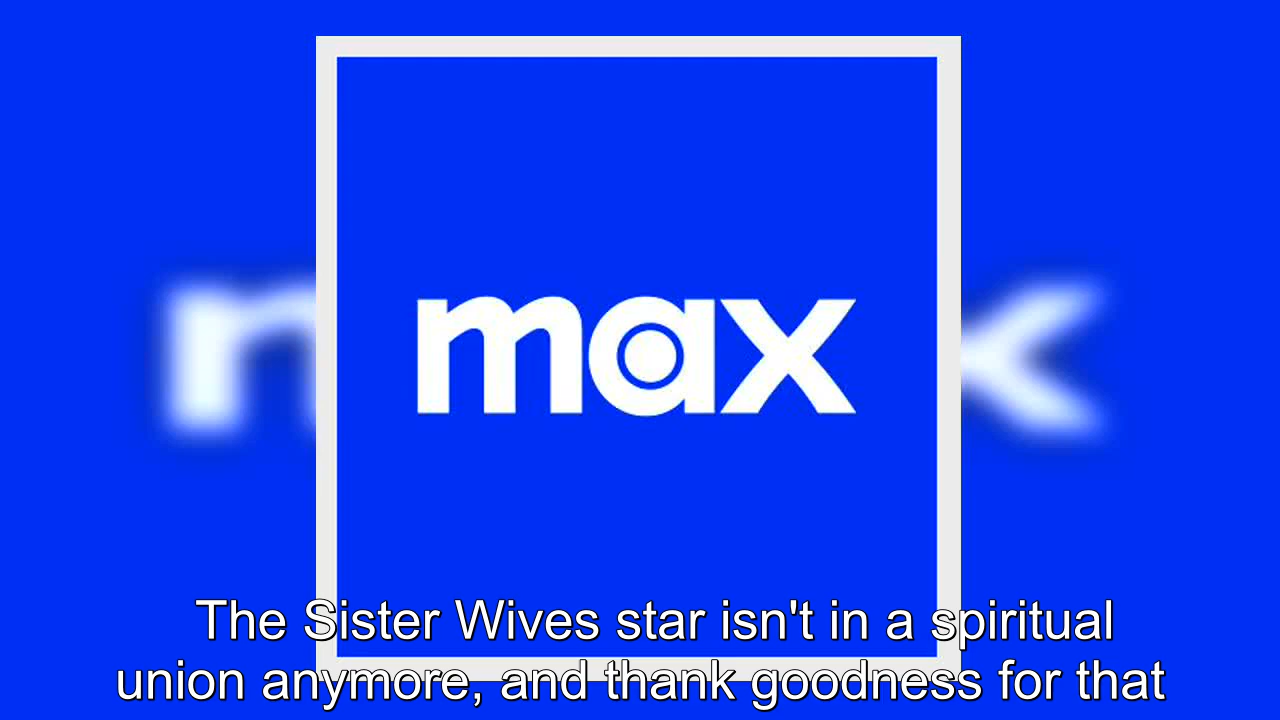 max
The Sister Wives star isn't in a spiritual
union anymore, and thank goodness for that